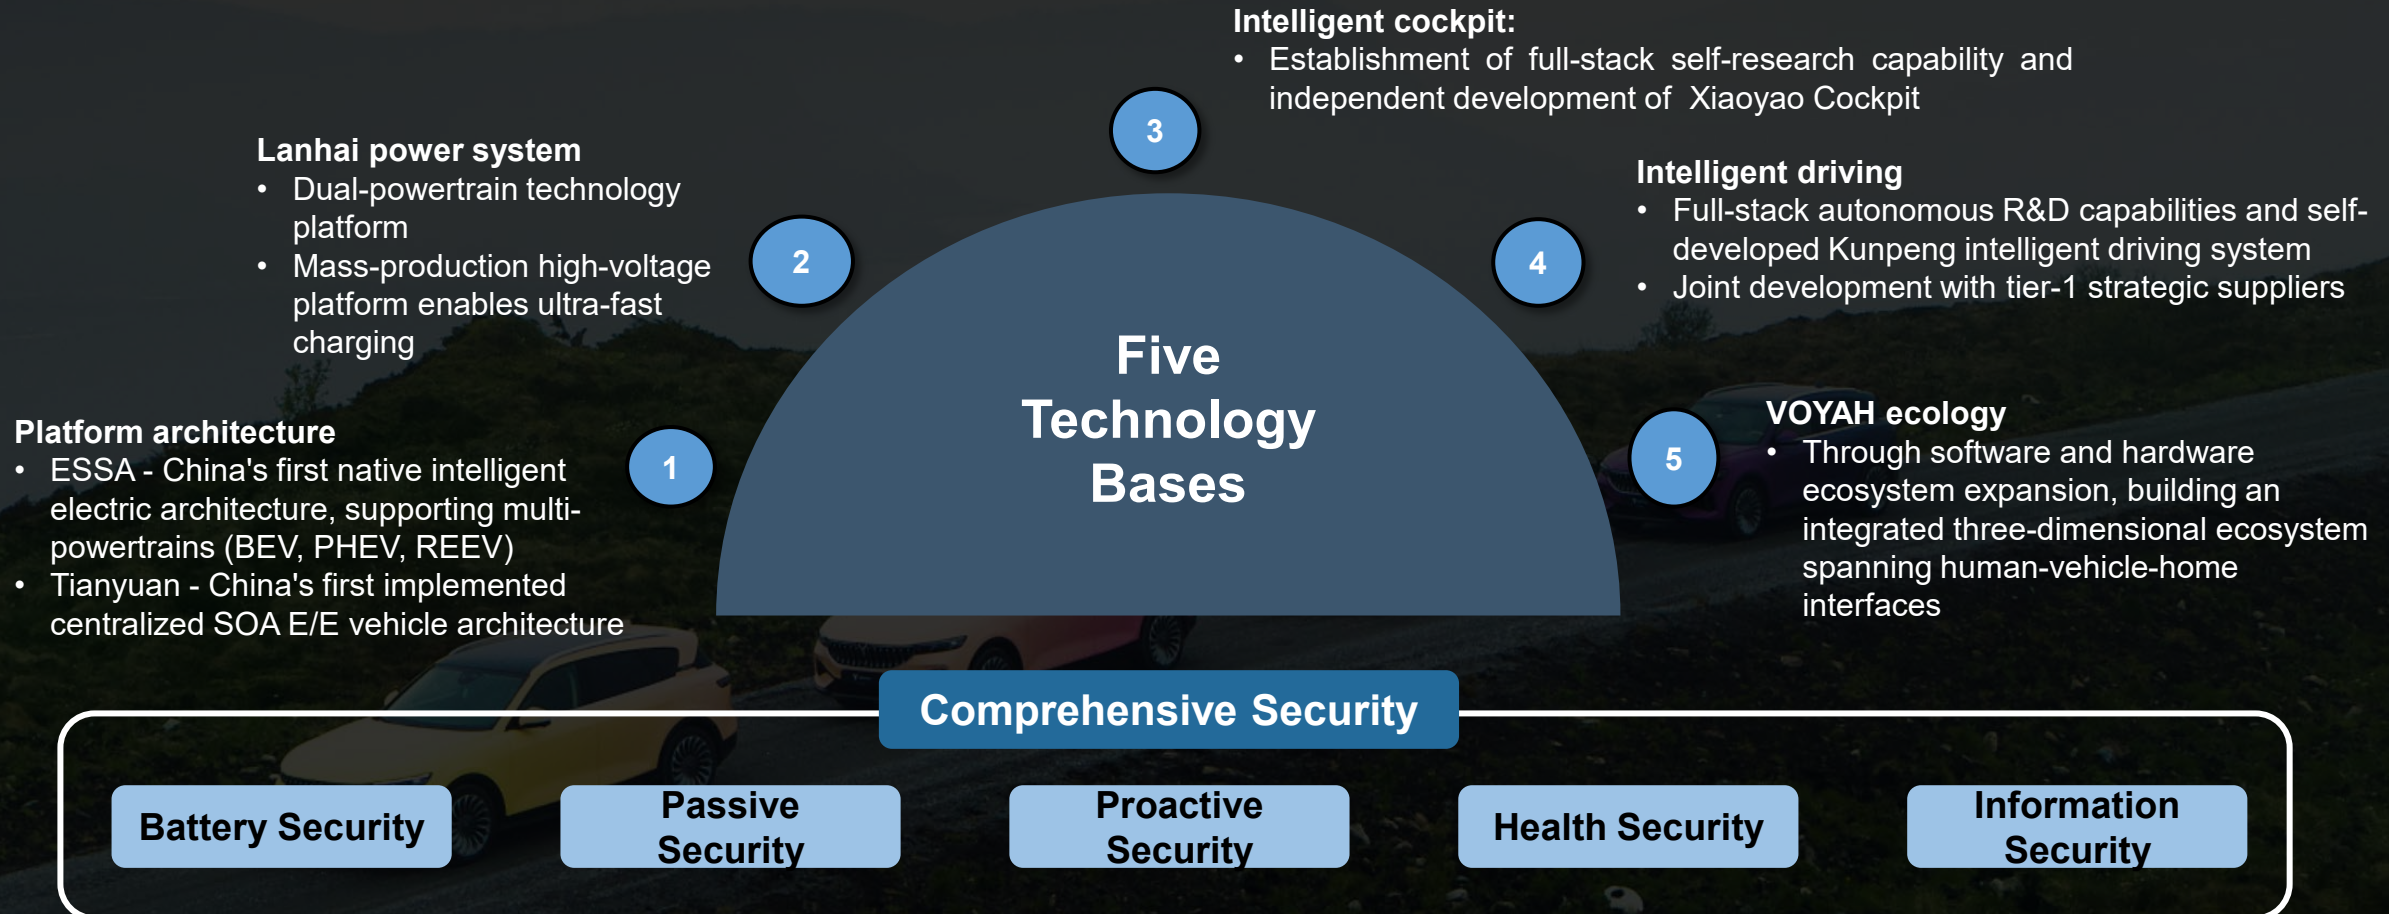 Intelligent cockpit:
• Establishment of full-stack self-research capability and
independent development of Xiaoyao Cockpit
3
Lanhai power system
• Dual-powertrain technology
platform
• Mass-production high-voltage
platform enables ultra-fast
charging
2
Intelligent driving
• Full-stack autonomous R&D capabilities and self-
developed Kunpeng intelligent driving system
• Joint development with tier-1 strategic suppliers
4
Five
Technology
Bases
Platform architecture
• ESSA - China's first native intelligent
electric architecture, supporting multi-
powertrains (BEV, PHEV, REEV)
• Tianyuan - China's first implemented
centralized SOA E/E vehicle architecture
1
VOYAH ecology
• Through software and hardware
ecosystem expansion, building an
integrated three-dimensional ecosystem
spanning human-vehicle-home
interfaces
5
Comprehensive Security
Battery Security
Passive
Security
Proactive
Security
Health Security
Information
Security